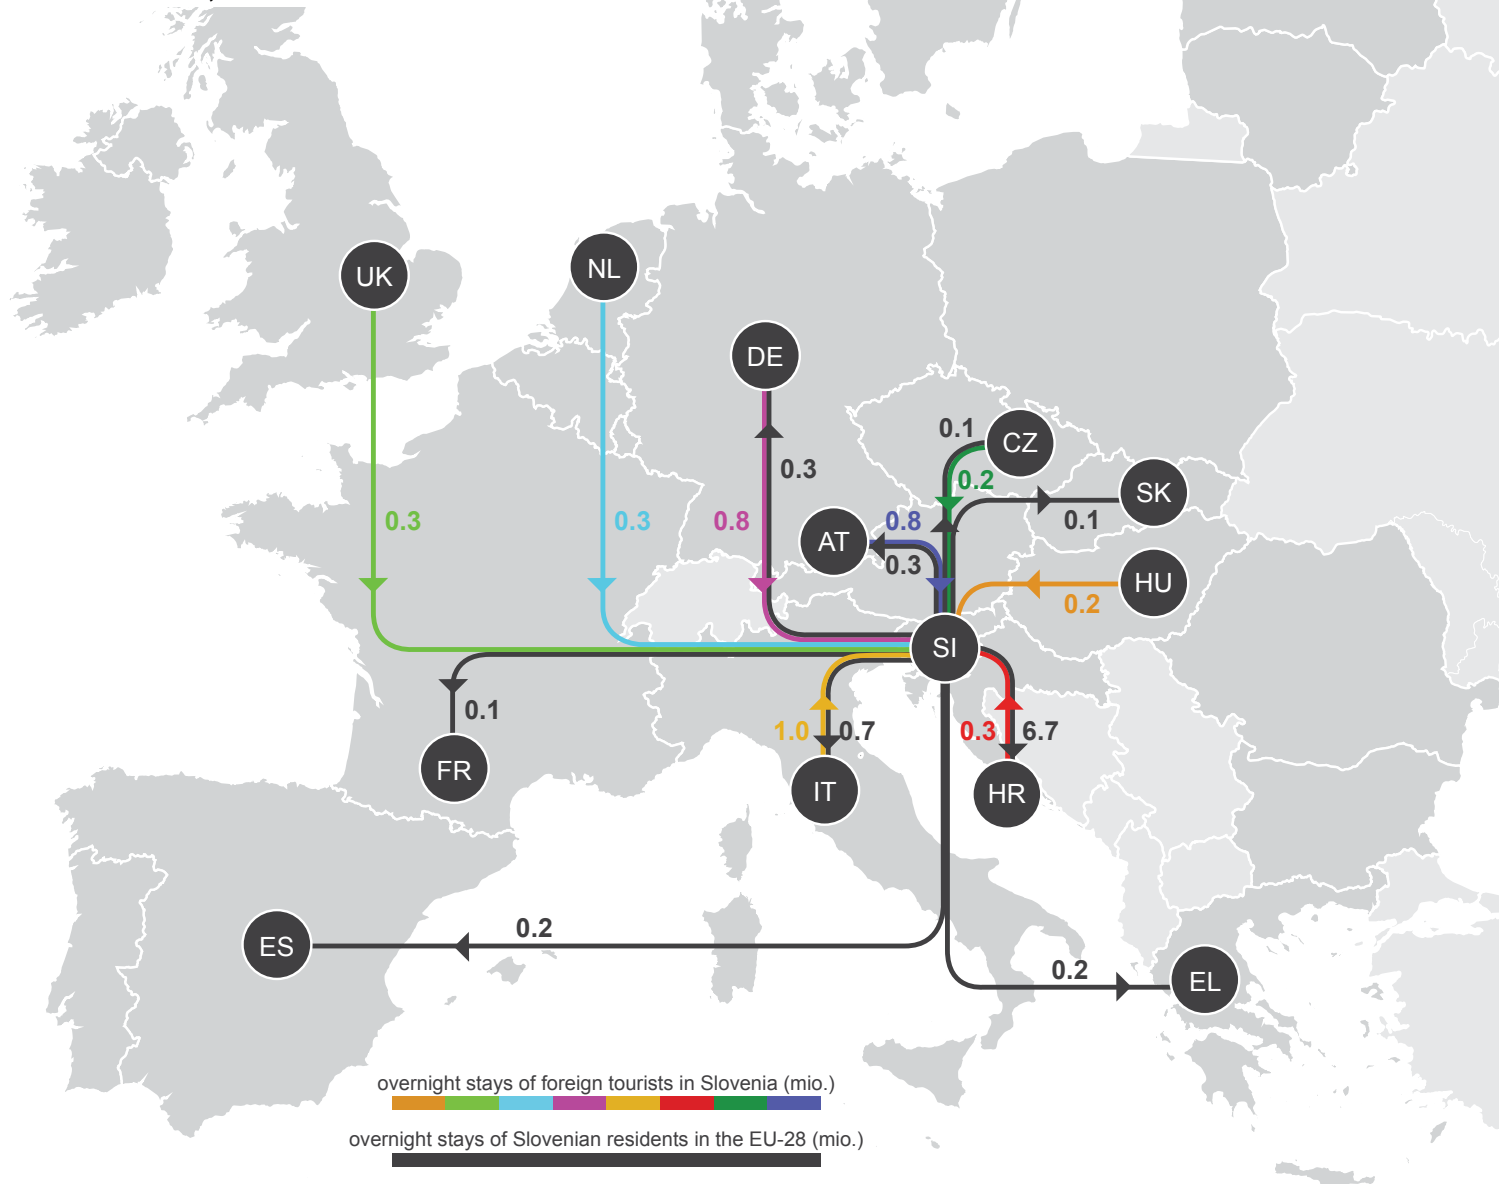 UK
NL
DE
0.1
CZ
0.3
0.2
SK
0.3
0.3
0.8
AT
0.8
0.1
0.3
HU
0.2
SI
0.1
1.0
0.7
0.3
6.7
FR
IT
HR
0.2
ES
0.2
EL
overnight stays of foreign tourists in Slovenia (mio.)
overnight stays of Slovenian residents in the EU-28 (mio.)